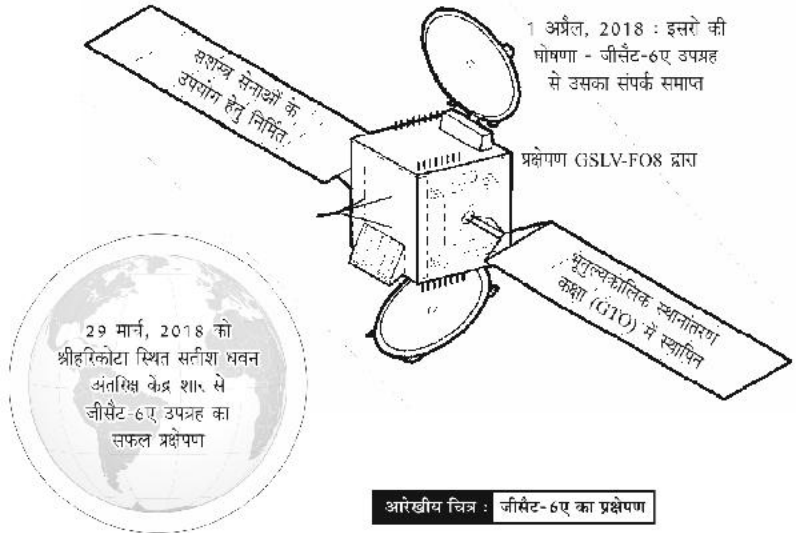 सशस्त्र सेनाओं के
उपयोग हेतु निर्मित
1 अप्रैल, 2018 : इसरो की
घोषणा - जीसैट-6ए उपग्रह
से उसका संपर्क समाप्त
प्रक्षेपण GSLV-FO8 द्वारा
भूतुल्यकालिक स्थानांतरण
कक्षा (GTO) में स्थापित
29 मार्च, 2018 को
श्रीहरिकोटा स्थित सतीश धवन
अंतरिक्ष केंद्र शार से
जीसैट-6ए उपग्रह का
सफल प्रक्षेपण
आरेखीय चित्र : जीसैट-6ए का प्रक्षेपण